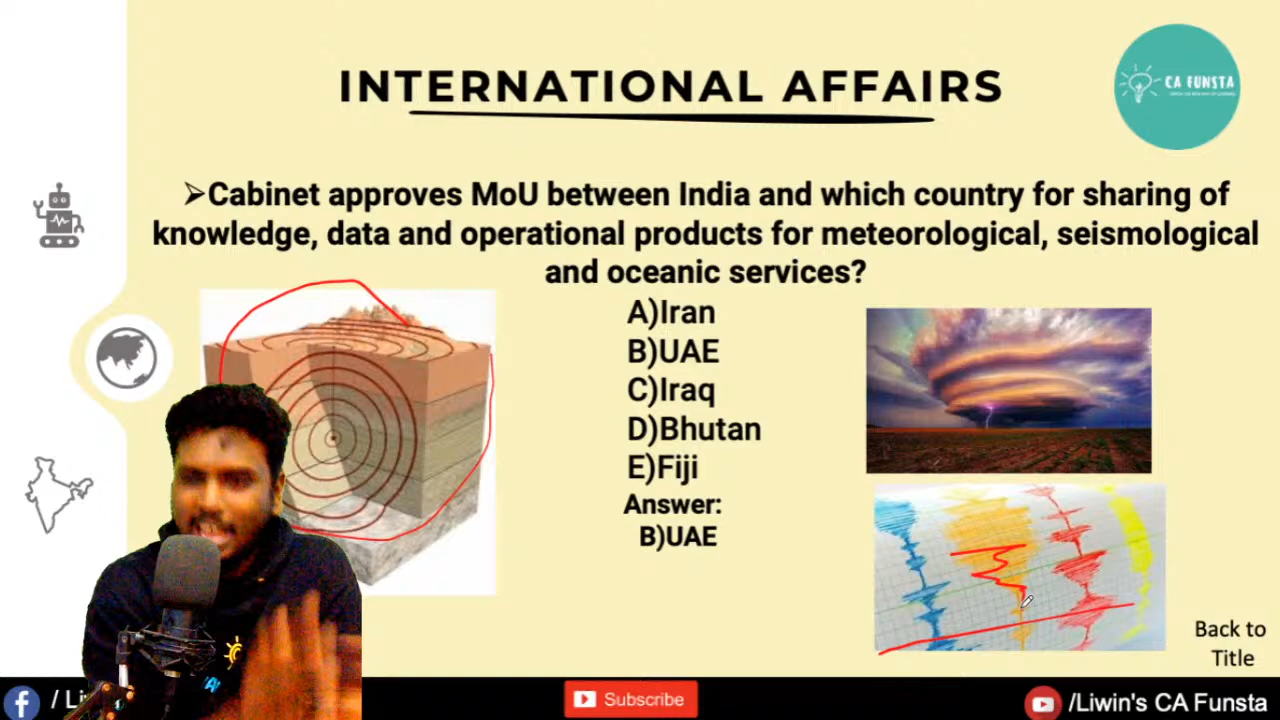 INTERNATIONAL AFFAIRS
CA FUNSTA
➢Cabinet approves MoU between India and which country for sharing of
knowledge, data and operational products for meteorological, seismological
and oceanic services?
A)Iran
B)UAE
C)Iraq
D)Bhutan
E)Fiji
Answer:
B)UAE
Back to
Title
/ Li
Subscribe
/Liwin's CA Funsta